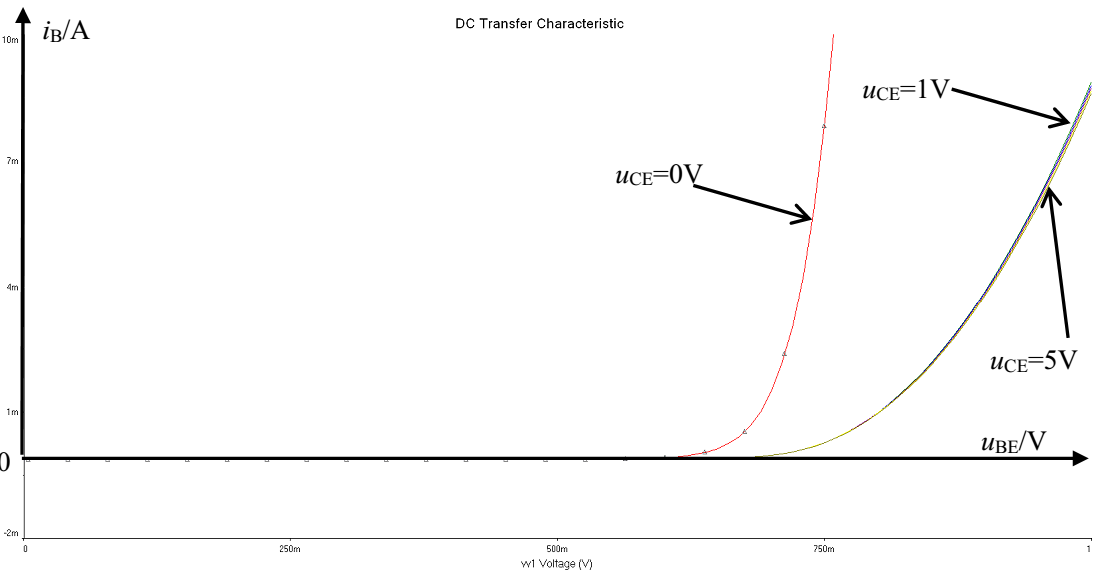 DC Transfer Characteristic
iB/A
10m
uCE=1V
7m
uCE=0V
4m
uCE=5V
1m
uBE/V
0
-2m
0
250m
500m
750m
1
vv1 Voltage (V)